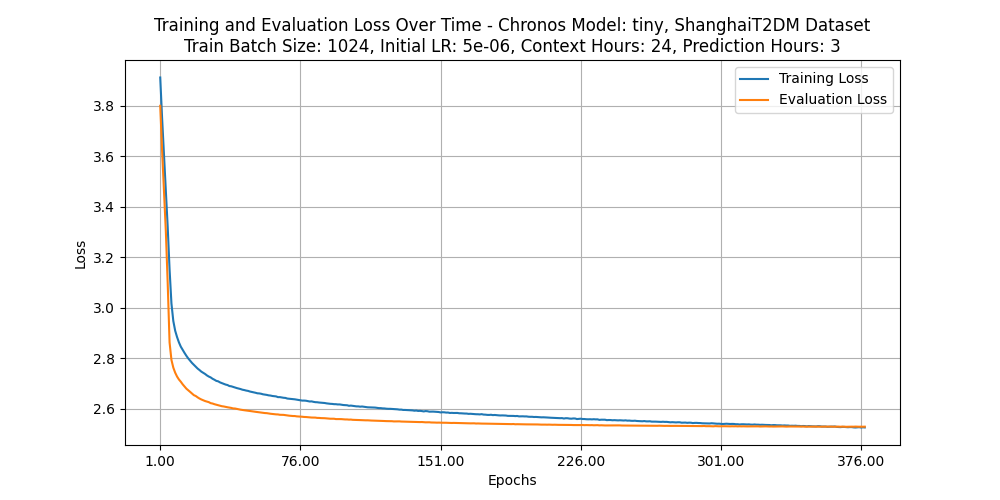 Training and Evaluation Loss Over Time - Chronos Model: tiny, ShanghaiT2DM Dataset
Train Batch Size: 1024, Initial LR: 5e-06, Context Hours: 24, Prediction Hours: 3
Training Loss
Evaluation Loss
3.8
3.6
3.4
3.2
3.0
2.8
2.6
Loss
1.00 76.00 151.00 226.00 301.00 376.00
Epochs